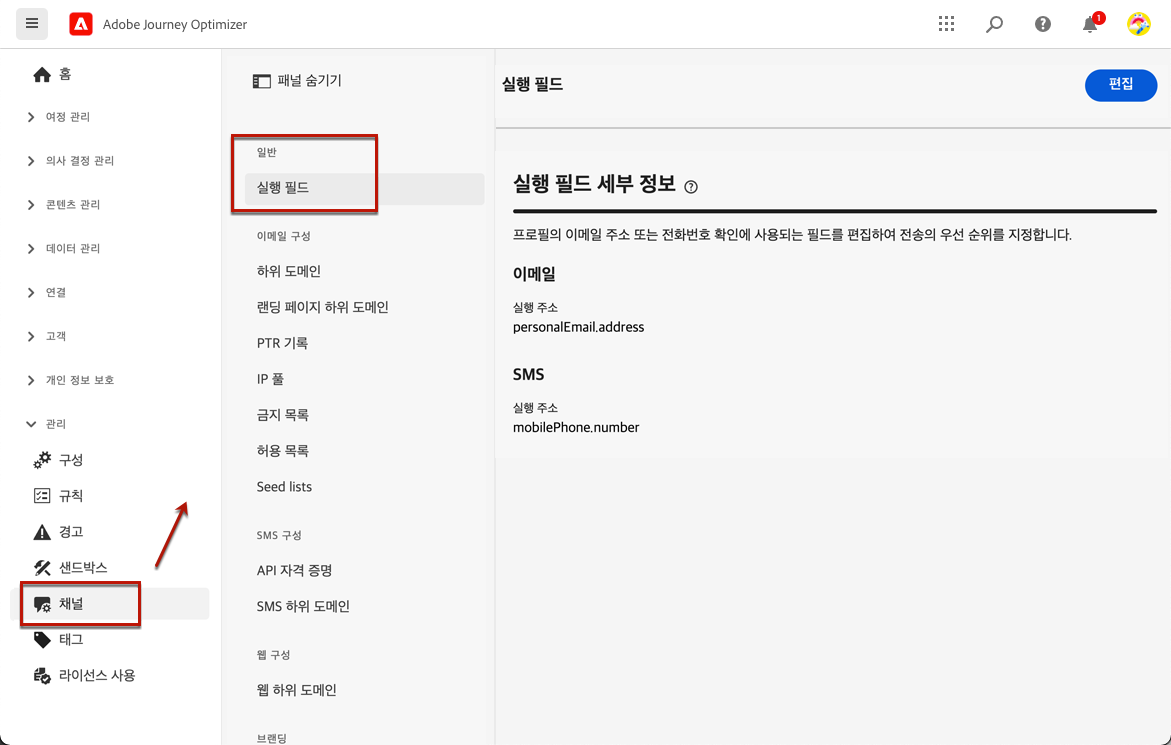 Adobe Journey Optimizer
1
홈
여정 관리
의사 결정 관리
콘텐츠 관리
데이터 관리
연결
고객
개인 정보 보호
관리
구성
규칙
경고
샌드박스
채널
태그
라이선스 사용
패널 숨기기
일반
실행 필드
이메일 구성
하위 도메인
랜딩 페이지 하위 도메인
PTR 기록
IP 풀
금지 목록
허용 목록
Seed lists
SMS 구성
API 자격 증명
SMS 하위 도메인
웹 구성
웹 하위 도메인
브랜딩
실행 필드
편집
실행 필드 세부 정보
프로필의 이메일 주소 또는 전화번호 확인에 사용되는 필드를 편집하여 전송의 우선 순위를 지정합니다.
이메일
실행 주소
personalEmail.address
SMS
실행 주소
mobilePhone.number